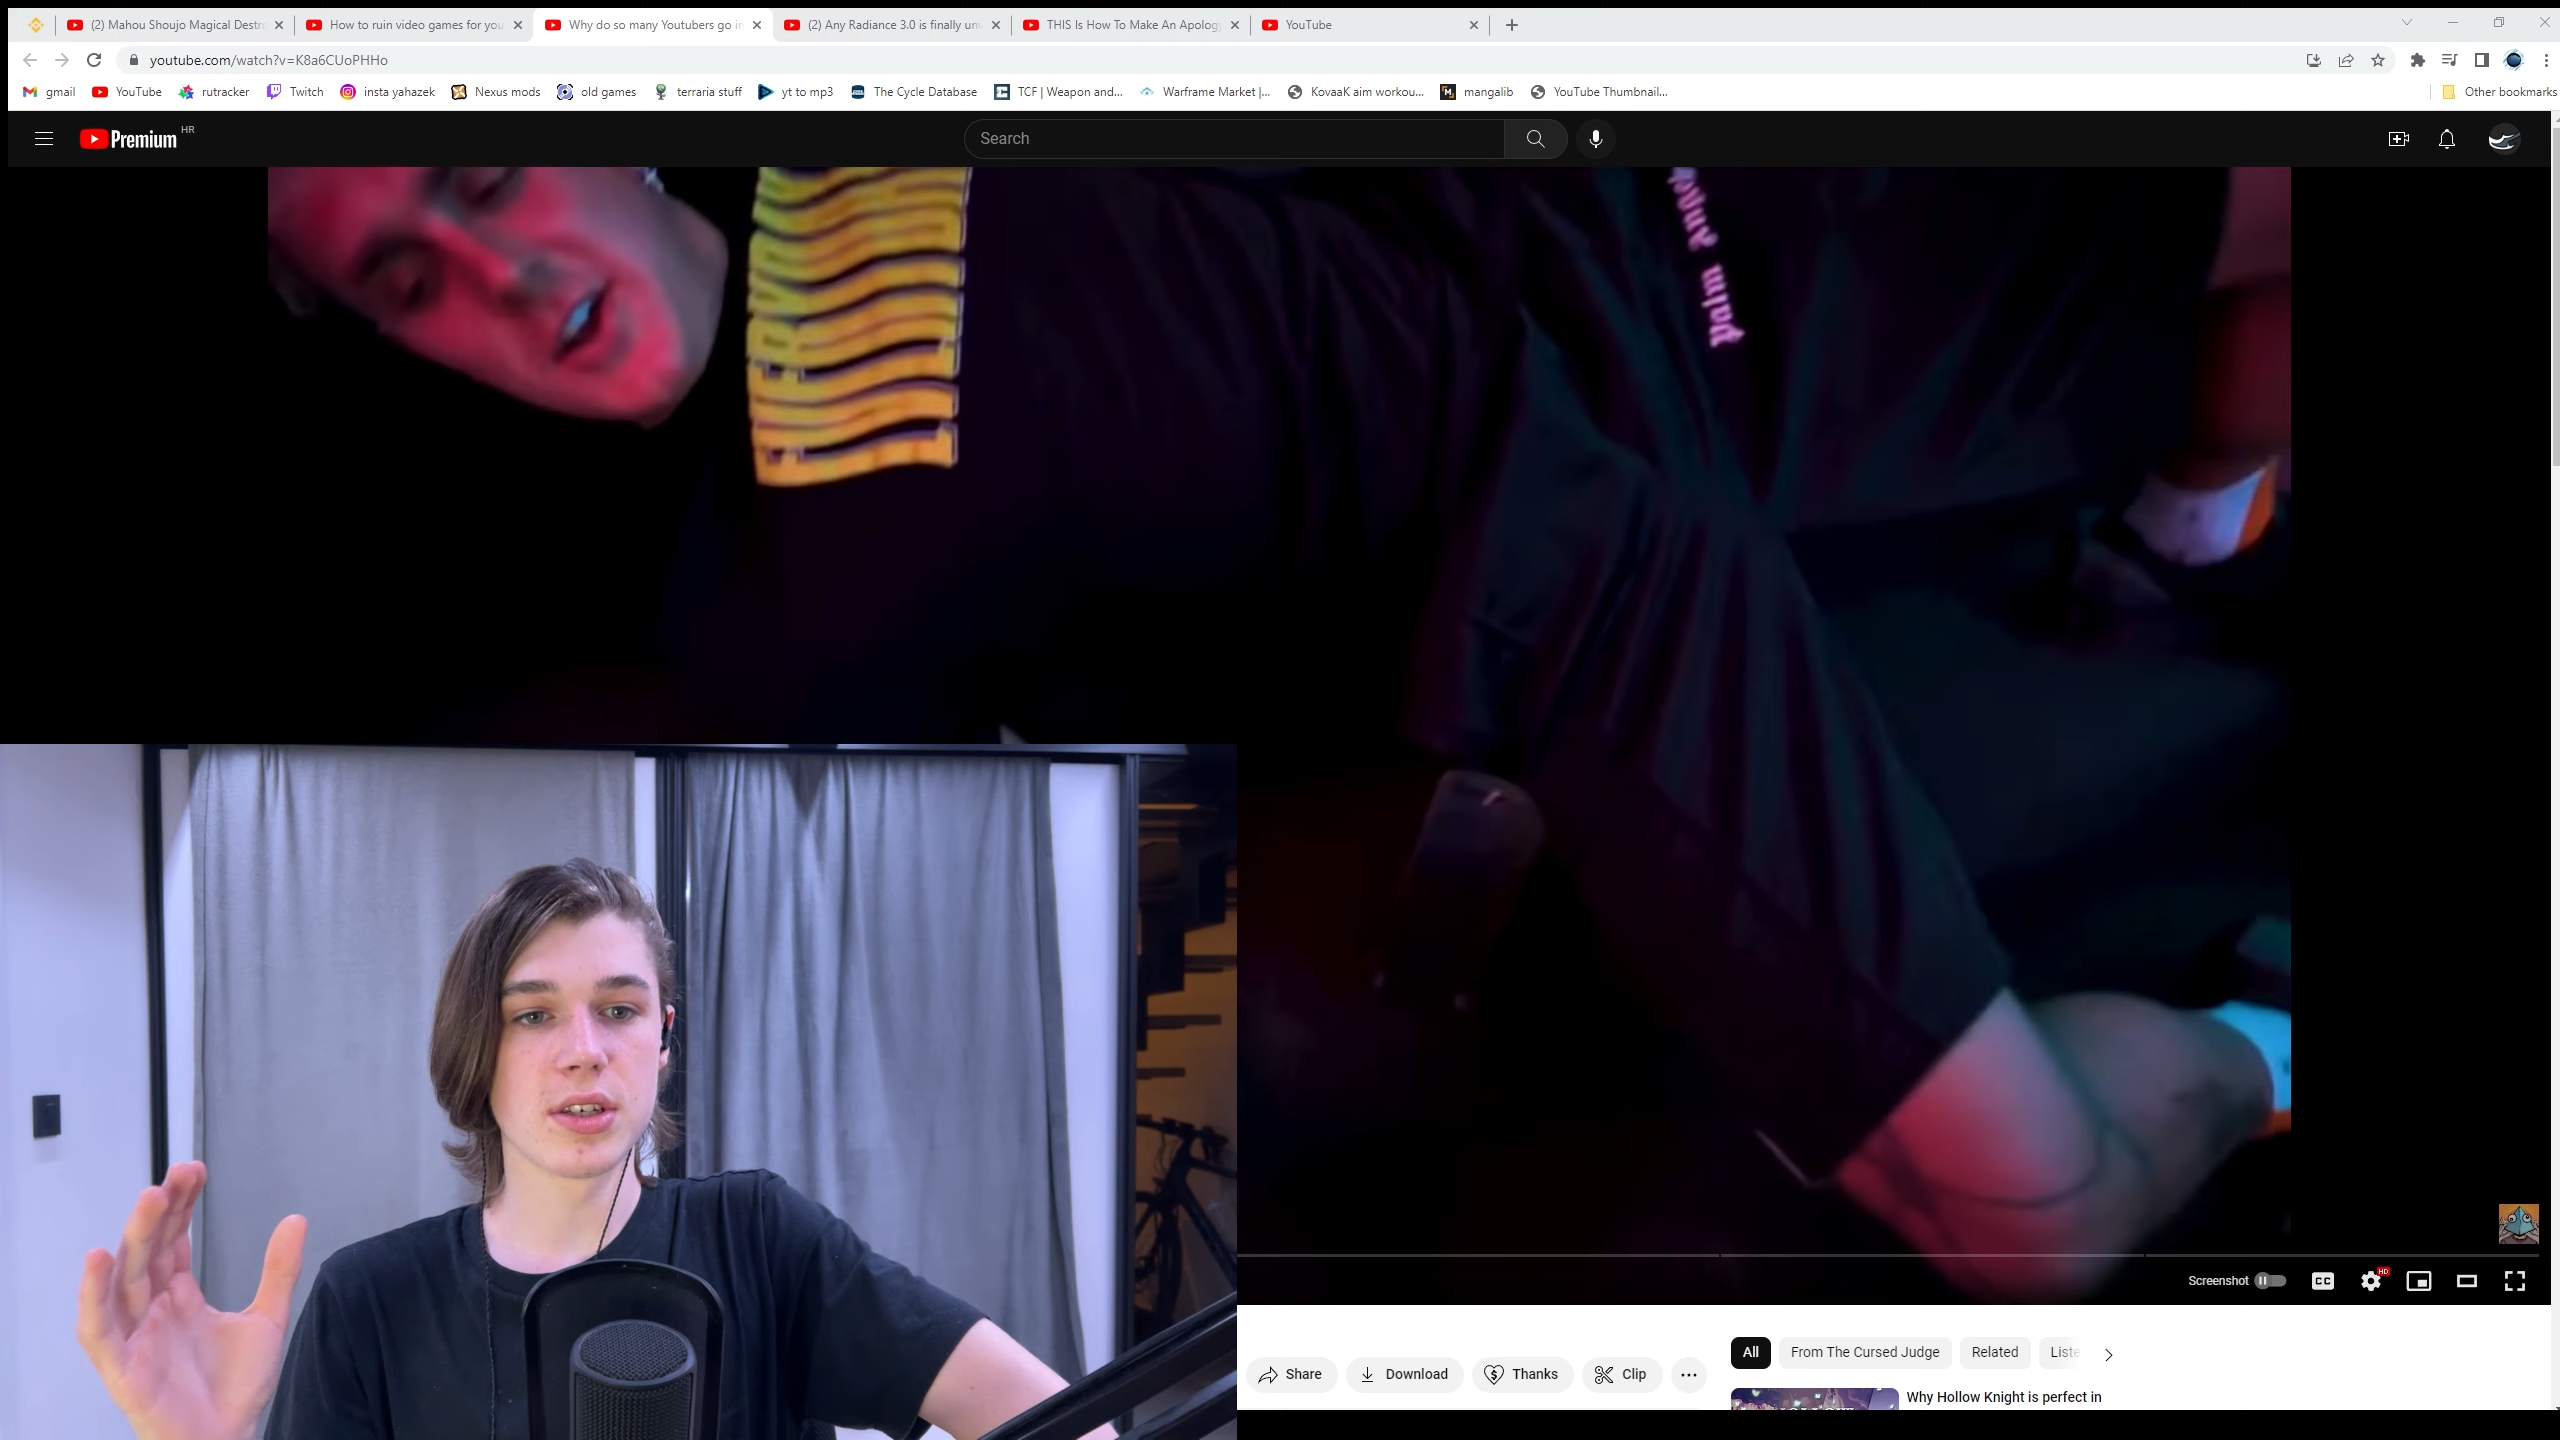 (2) Mahou Shoujo Magical Destr
How to ruin video games for you
Why do so many Youtubers go in
(2) Any Radiance 3.0 is finally un
THIS Is How To Make An Apology
YouTube
youtube.com/watch?v=K8a6CUoPHHo
gmail
YouTube
rutracker
Twitch
insta yahazek
Nexus mods
old games
terraria stuff
yt to mp3
The Cycle Database
TCF | Weapon and...
Warframe Market |...
KovaaK aim workou...
mangalib
YouTube Thumbnail...
Other bookmarks
Premium HR
Search
palm
Screenshot
CC
HD
Share
Download
Thanks
Clip
All
From The Cursed Judge
Related
Liste
Why Hollow Knight is perfect in